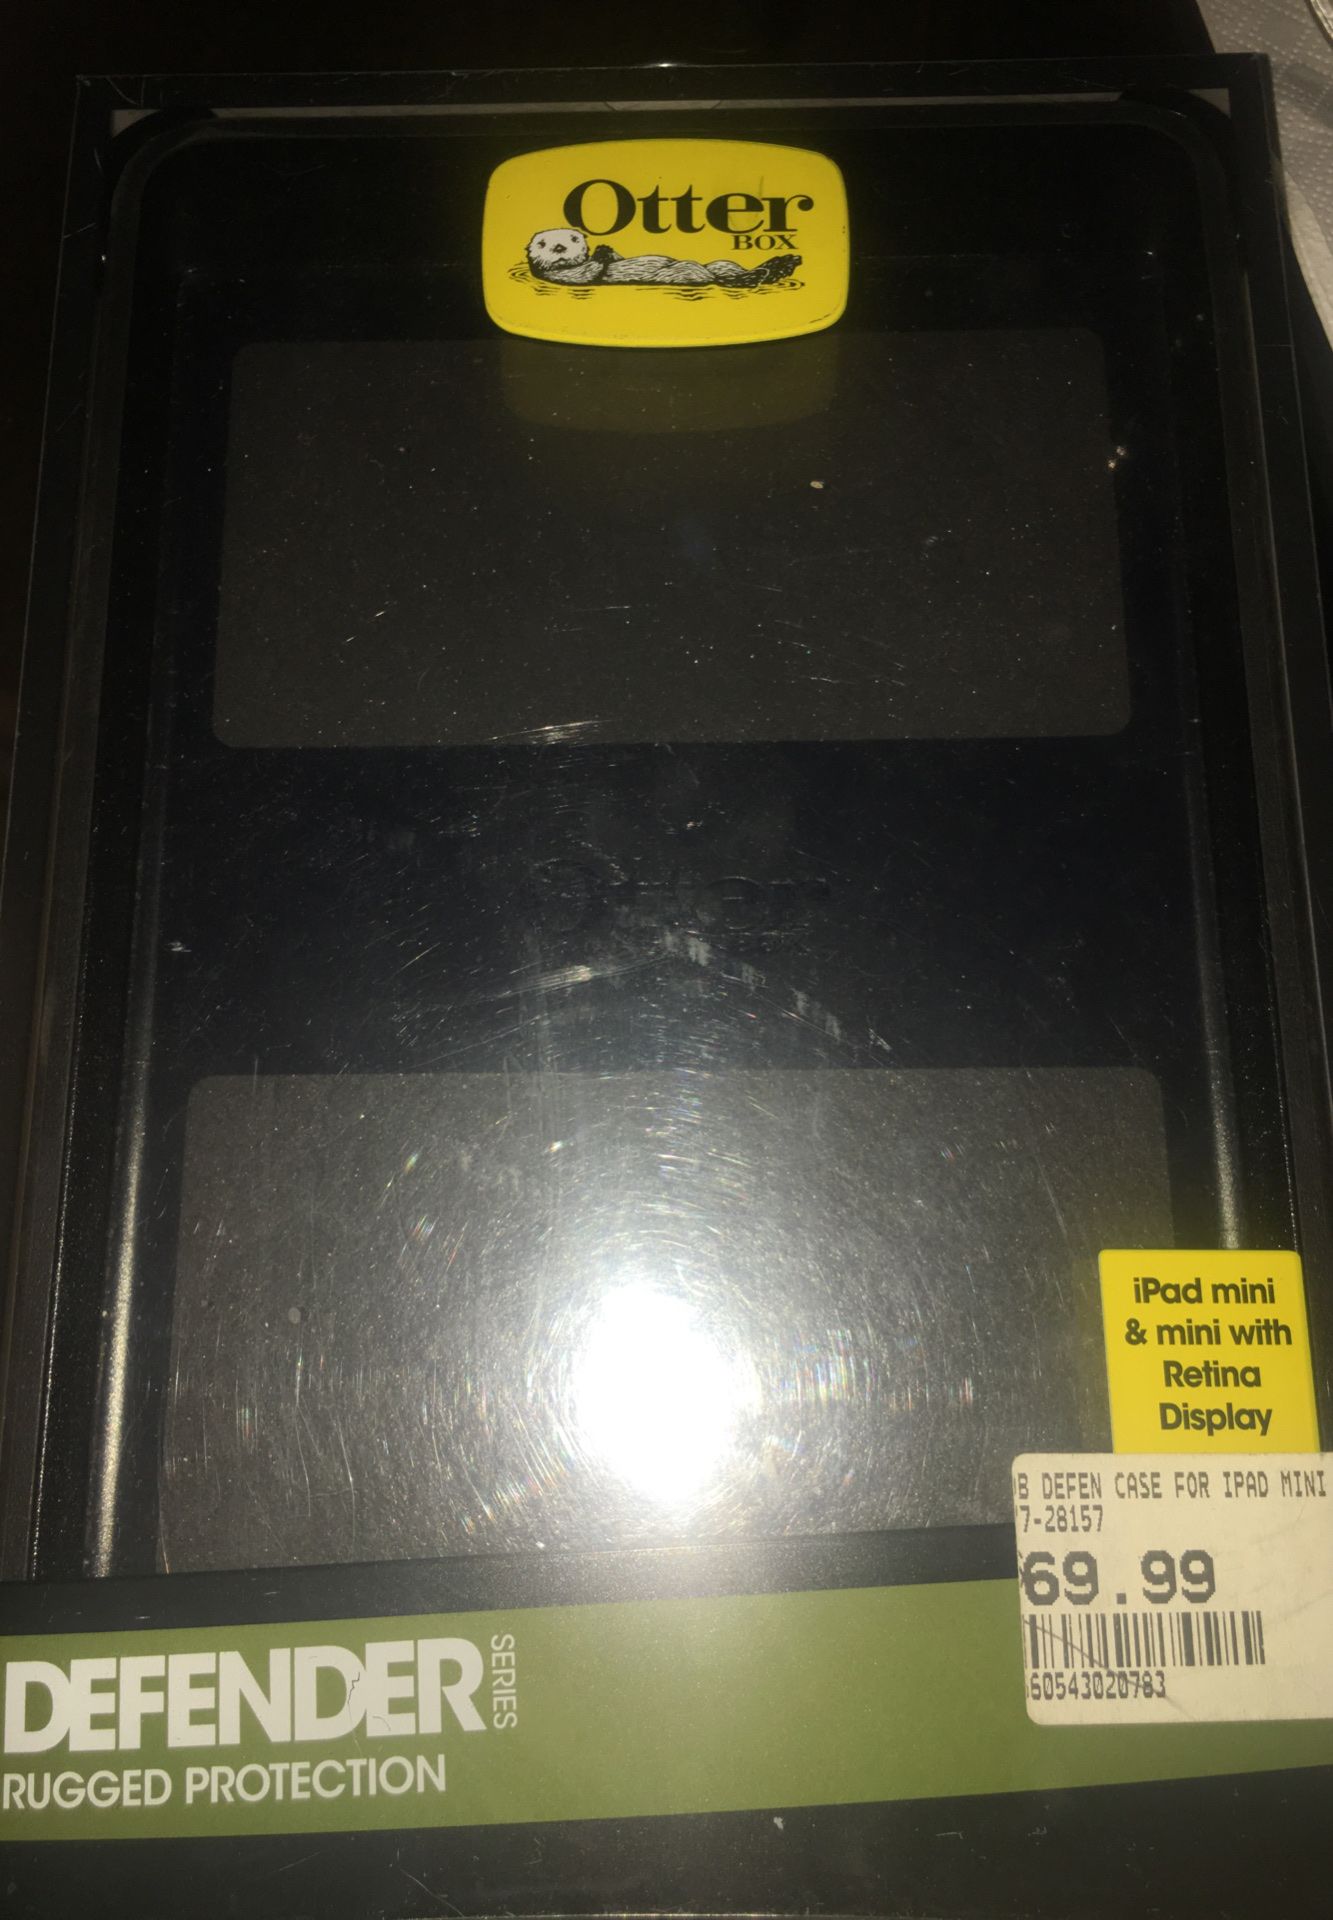 Otter
BOX
Otter
iPad mini
& mini with
Retina
Display
B DEFEN CASE FOR IPAD MINI
7-28157
69.99
60543020783
DEFENDER
SERIES
RUGGED PROTECTION